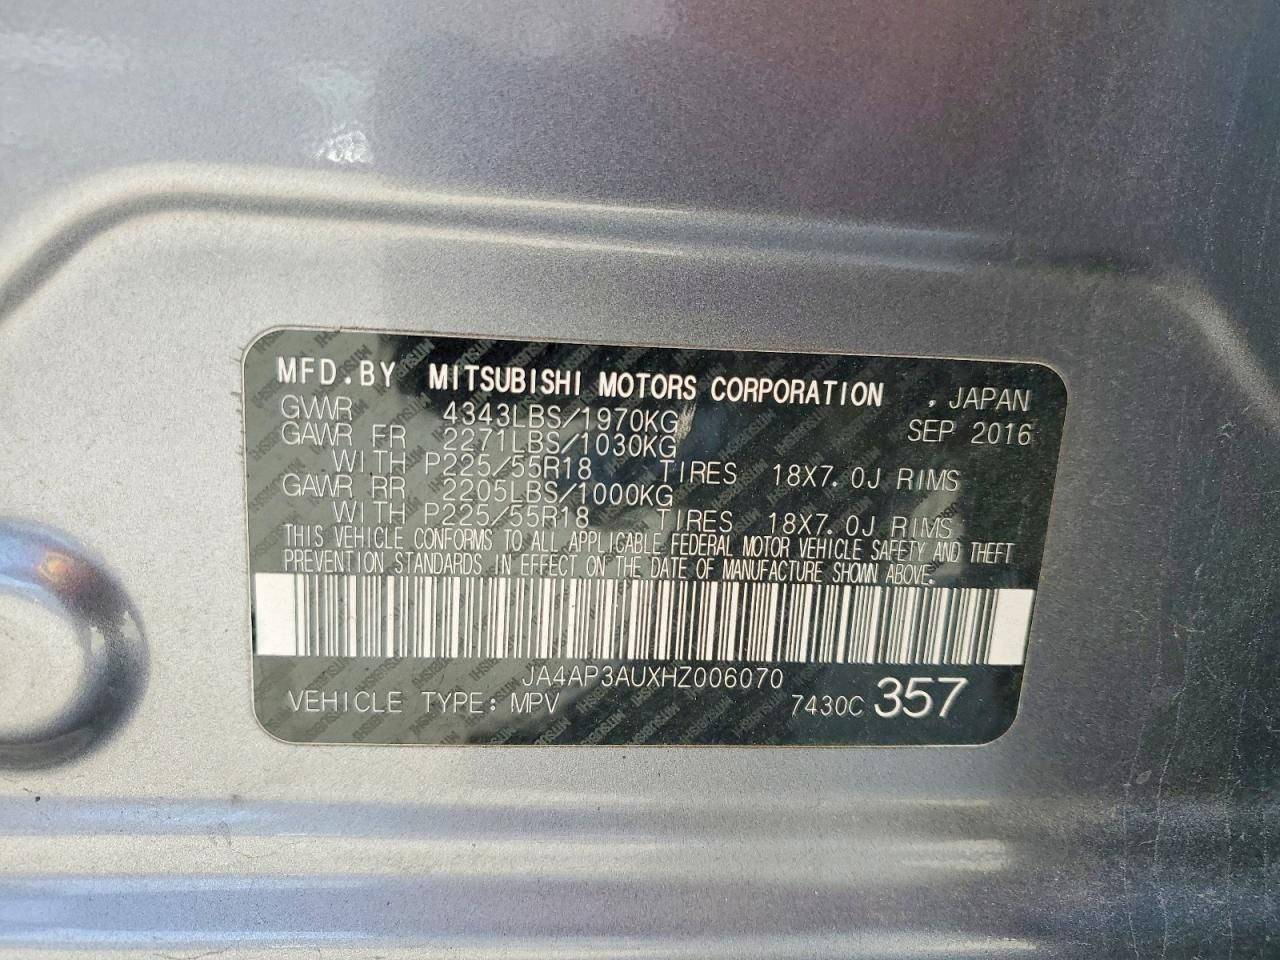 MFD.BY MITSUBISHI MOTORS CORPORATION , JAPAN
GVWR 4343LBS/1970KG SEP 2016
GAWR FR 2271LBS/1030KG
WITH P225/55R18 TIRES 18X7.0J RIMS
GAWR RR 2205LBS/1000KG
WITH P225/55R18 TIRES 18X7.0J RIMS
THIS VEHICLE CONFORMS TO ALL APPLICABLE FEDERAL MOTOR VEHICLE SAFETY AND THEFT
PREVENTION STANDARDS IN EFFECT ON THE DATE OF MANUFACTURE SHOWN ABOVE.
JA4AP3AUXHZ006070
VEHICLE TYPE: MPV 7430C 357